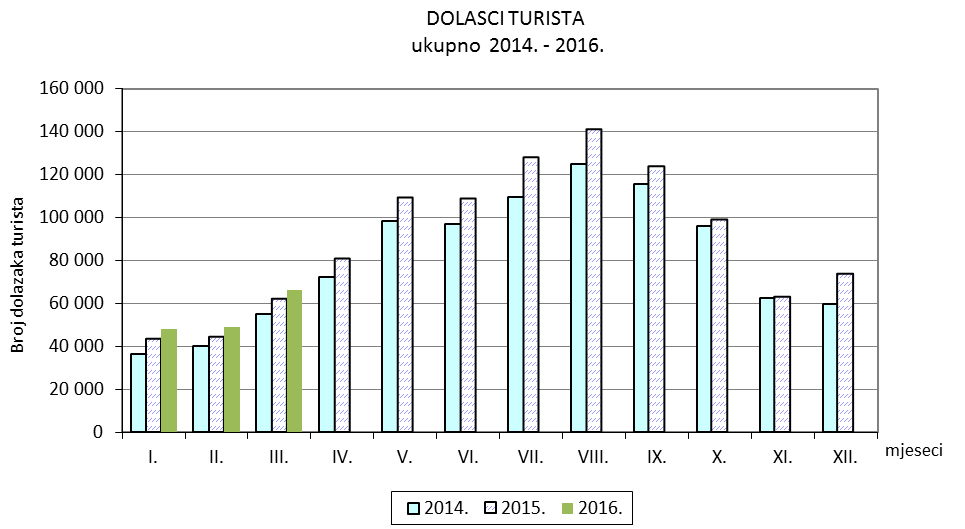 DOLASCI TURISTA
ukupno 2014. - 2016.
Broj dolazaka turista
160 000
140 000
120 000
100 000
80 000
60 000
40 000
20 000
0
I. II. III. IV. V. VI. VII. VIII. IX. X. XI. XII. mjeseci
2014. 2015. 2016.